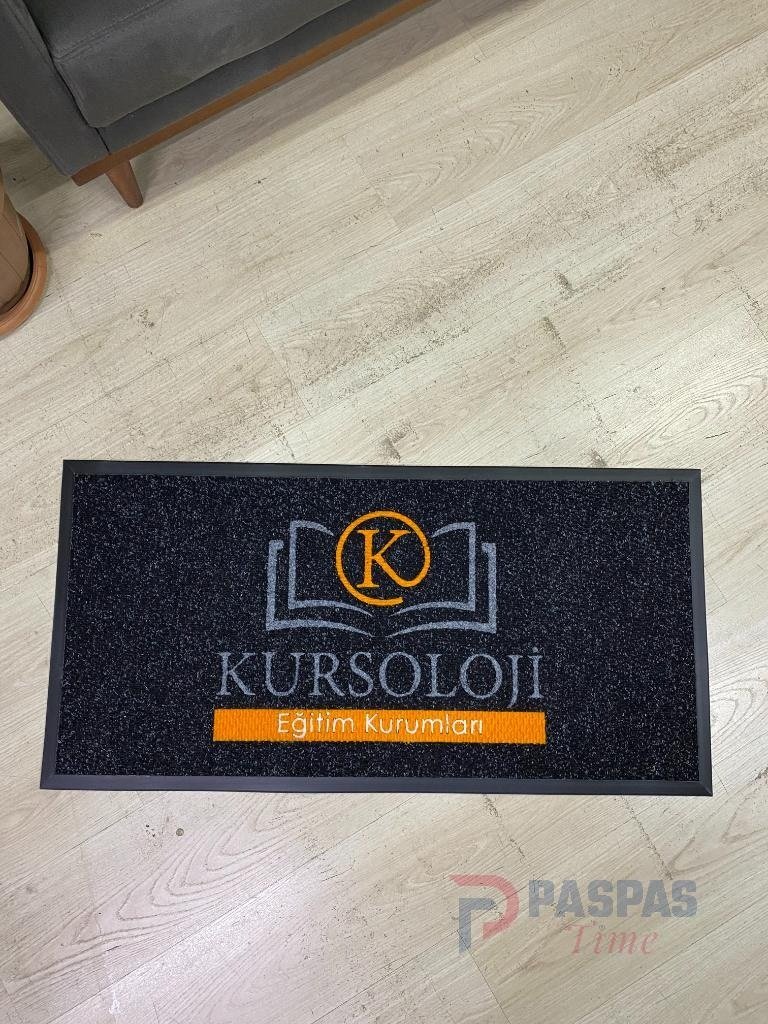 K
KURSOLOJİ
Eğitim Kurumları
PASPAS
Time